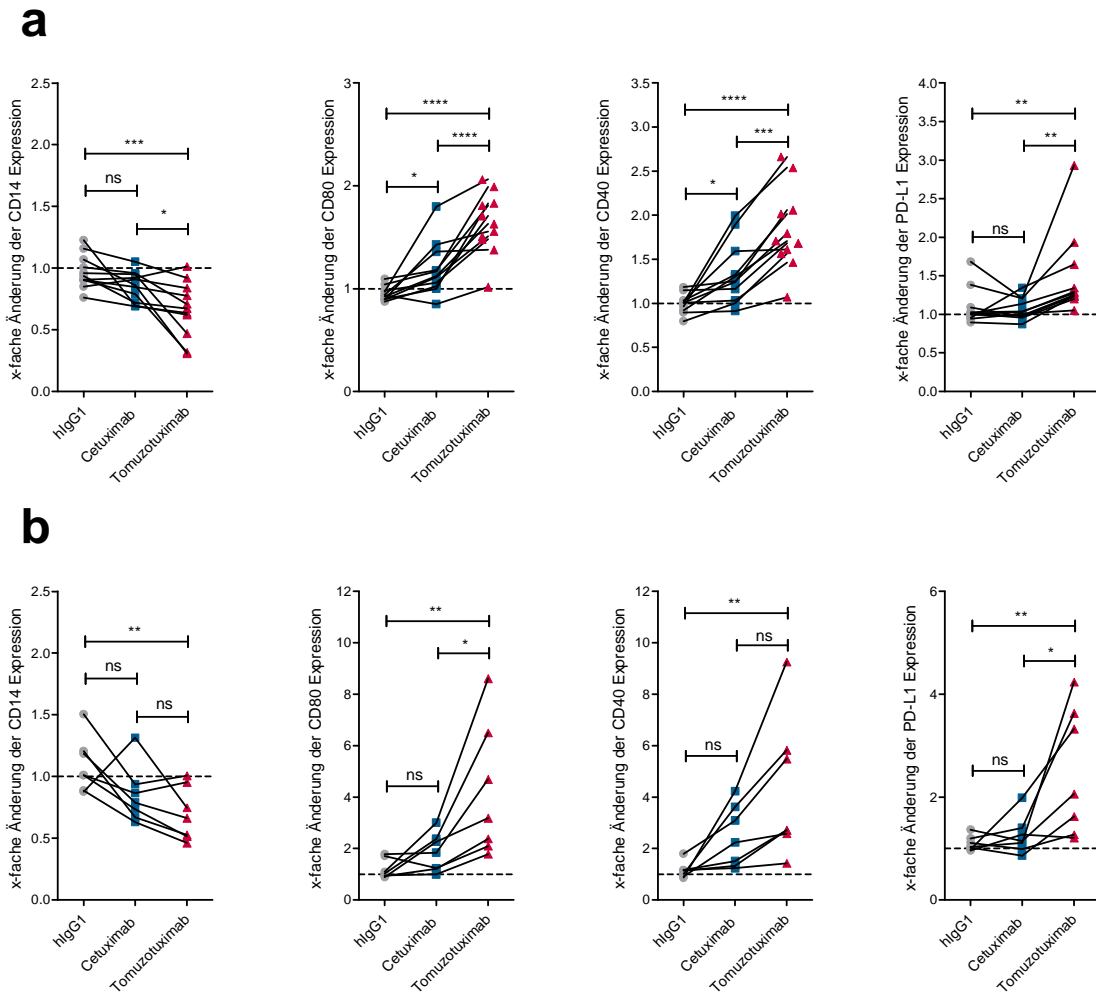 a
x-fache Änderung der CD14 Expression
2.5
2.0
1.5
1.0
0.5
0.0
***
ns
*
hIgG1
Cetuximab
Tomuzotuximab
x-fache Änderung der CD80 Expression
3
2
1
0
****
****
*
hIgG1
Cetuximab
Tomuzotuximab
x-fache Änderung der CD40 Expression
3.5
3.0
2.5
2.0
1.5
1.0
0.5
0.0
****
***
*
hIgG1
Cetuximab
Tomuzotuximab
x-fache Änderung der PD-L1 Expression
4.0
3.5
3.0
2.5
2.0
1.5
1.0
0.5
0.0
**
**
ns
hIgG1
Cetuximab
Tomuzotuximab
b
x-fache Änderung der CD14 Expression
2.5
2.0
1.5
1.0
0.5
0.0
**
ns
ns
hIgG1
Cetuximab
Tomuzotuximab
x-fache Änderung der CD80 Expression
12
10
8
6
4
2
0
**
*
ns
hIgG1
Cetuximab
Tomuzotuximab
x-fache Änderung der CD40 Expression
12
10
8
6
4
2
0
**
ns
ns
hIgG1
Cetuximab
Tomuzotuximab
x-fache Änderung der PD-L1 Expression
6
4
2
0
**
*
ns
hIgG1
Cetuximab
Tomuzotuximab